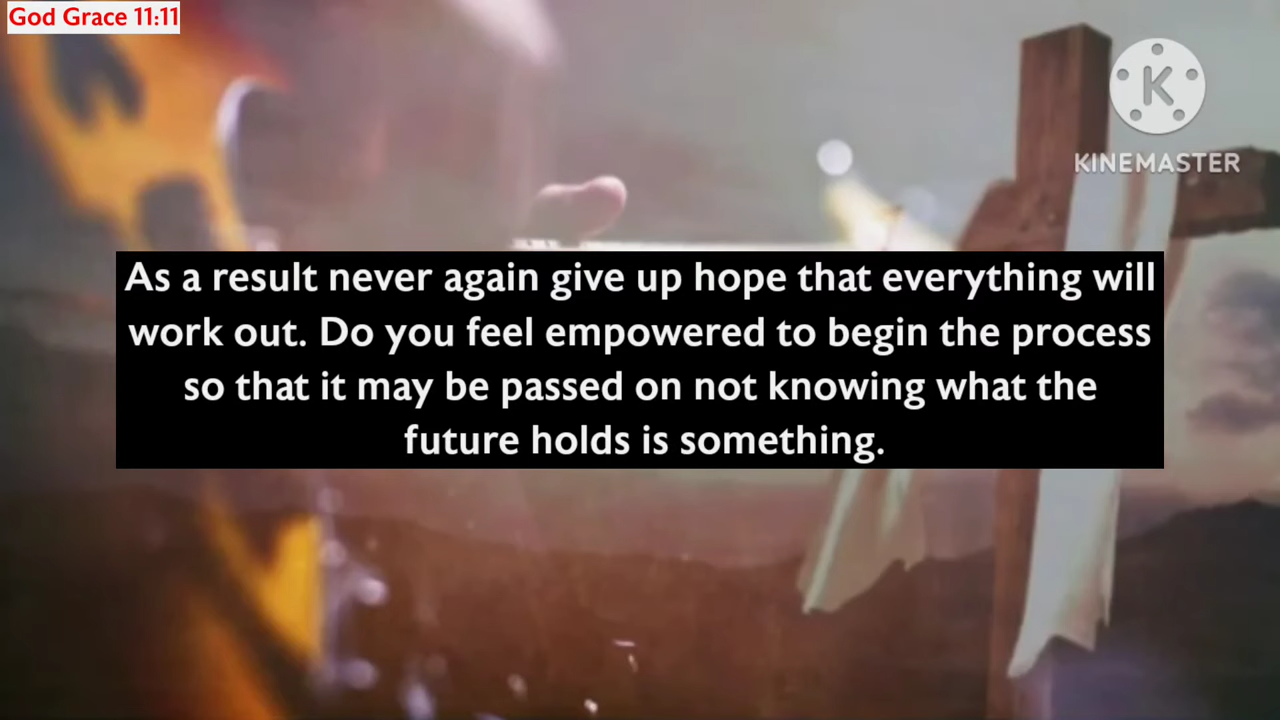 God Grace 11:11
K
KINEMASTER
As a result never again give up hope that everything will
work out. Do you feel empowered to begin the process
so that it may be passed on not knowing what the
future holds is something.